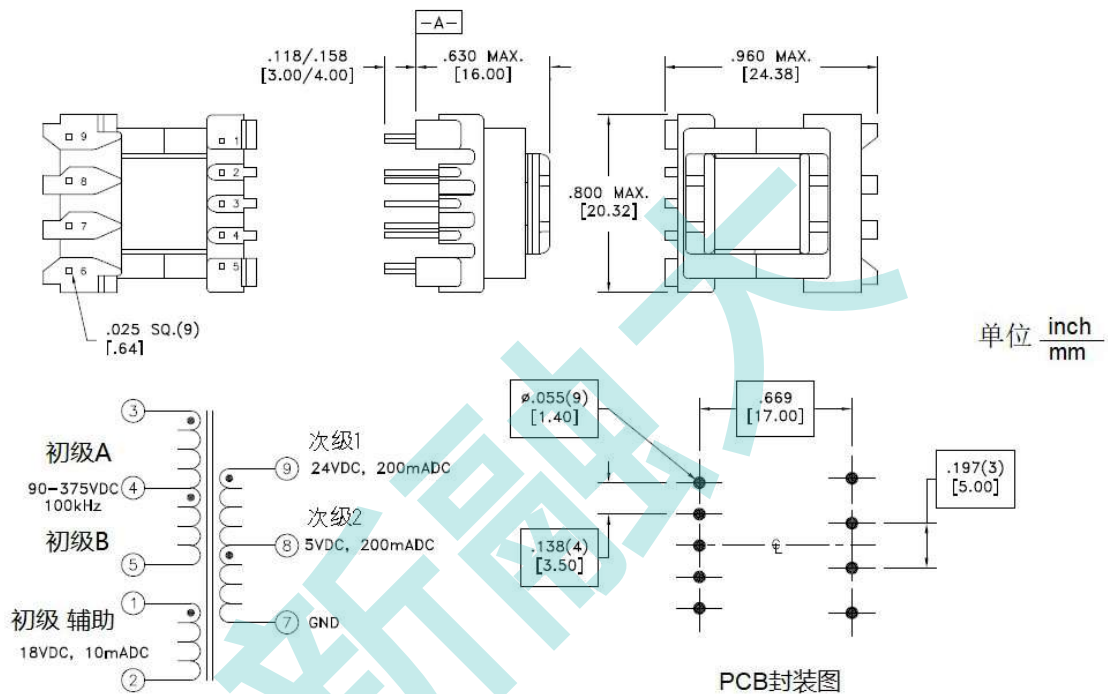 -A-
.118/.158
[3.00/4.00]
.630 MAX.
[16.00]
.960 MAX.
[24.38]
9
8
7
6
1
2
3
4
5
.800 MAX.
[20.32]
.025 SQ.(9)
[.64]
单位 inch
mm
3
初级A
90-375VDC
100kHz
4
初级B
5
1
初级 辅助
18VDC, 10mADC
2
次级1
9 24VDC, 200mADC
次级2
8 5VDC, 200mADC
7 GND
ø.055(9)
[1.40]
.669
[17.00]
.197(3)
[5.00]
.138(4)
[3.50]
℄
PCB封装图
新融大